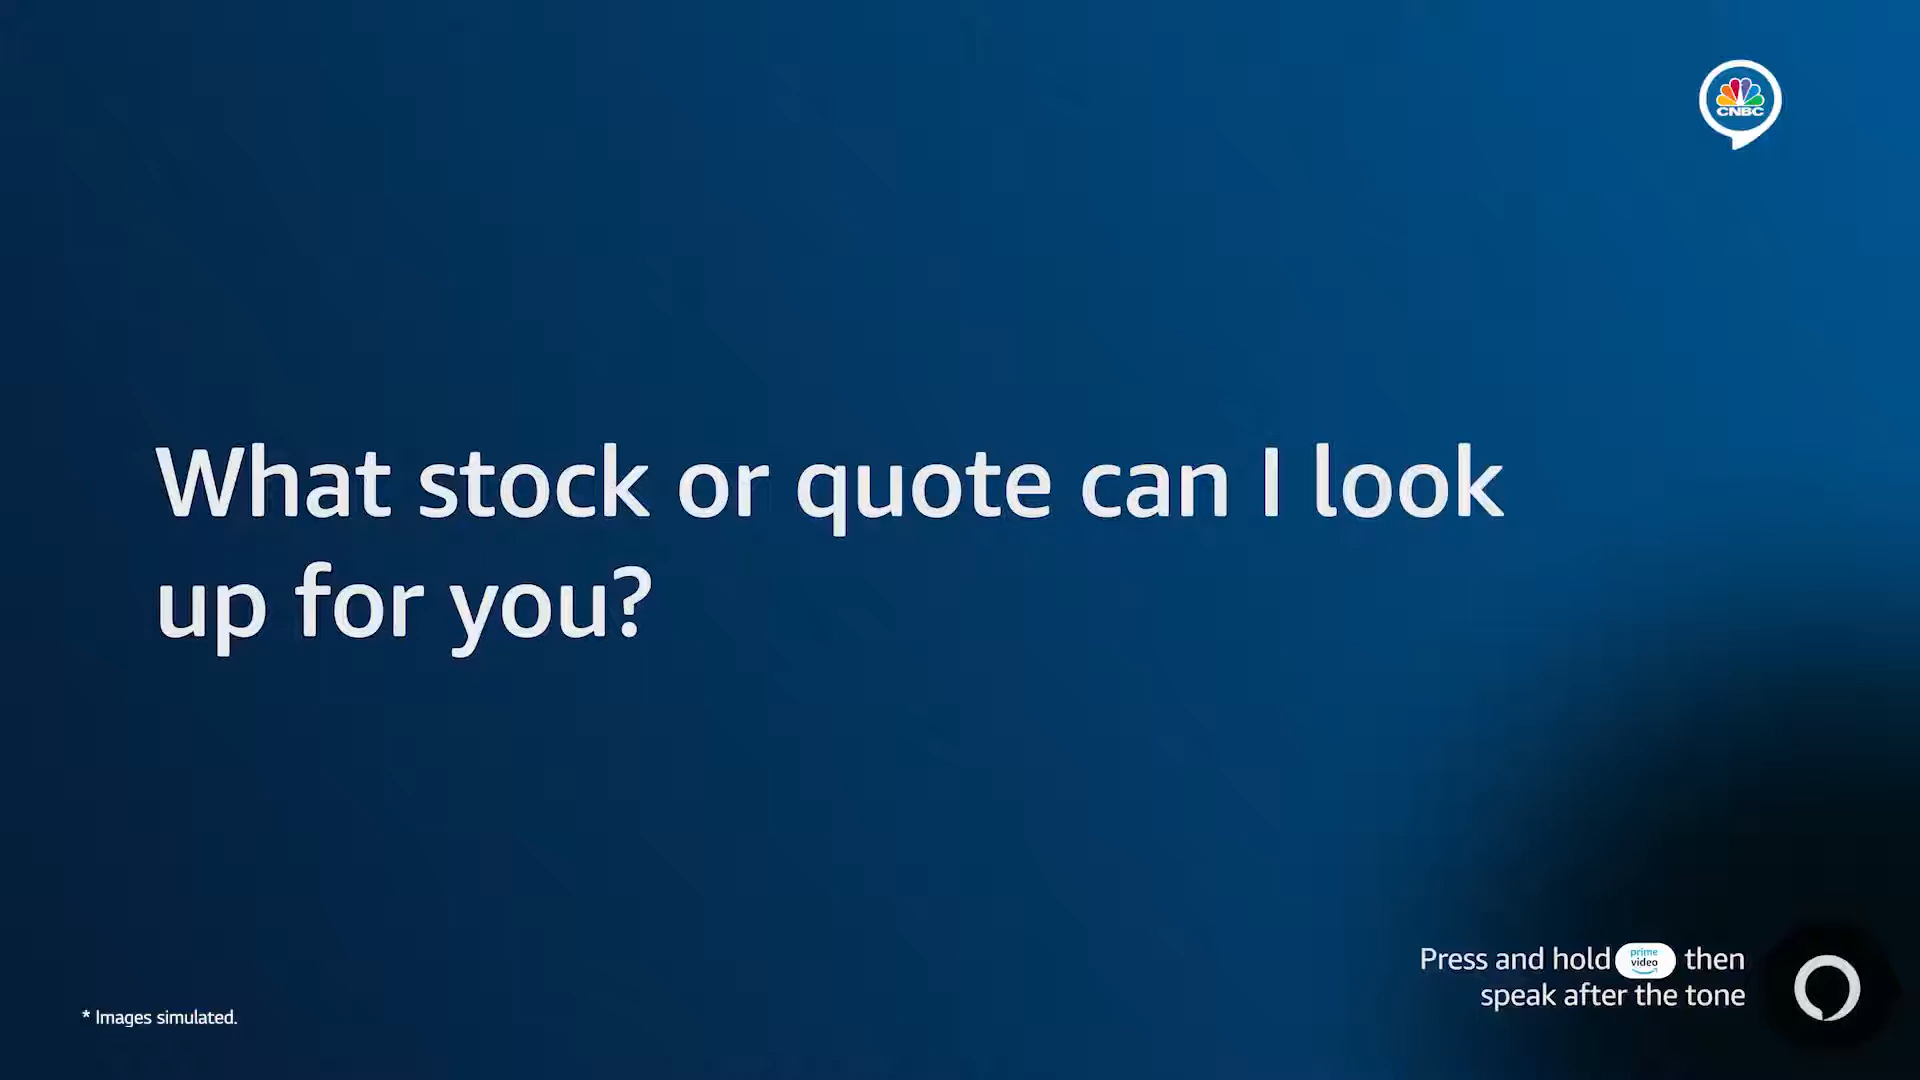 CNBC
What stock or quote can I look
up for you?
Press and hold prime video then
speak after the tone
* Images simulated.